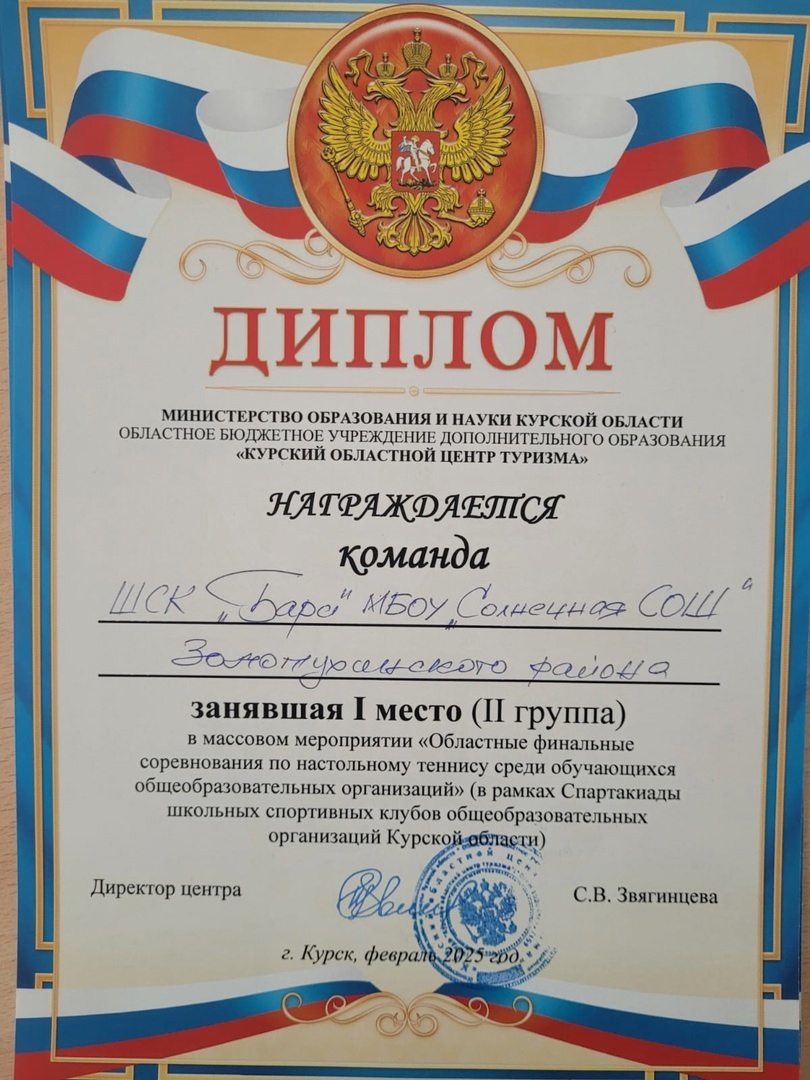 ДИПЛОМ
МИНИСТЕРСТВО ОБРАЗОВАНИЯ И НАУКИ КУРСКОЙ ОБЛАСТИ
ОБЛАСТНОЕ БЮДЖЕТНОЕ УЧРЕЖДЕНИЕ ДОПОЛНИТЕЛЬНОГО ОБРАЗОВАНИЯ
«КУРСКИЙ ОБЛАСТНОЙ ЦЕНТР ТУРИЗМА»
НАГРАЖДАЕТСЯ
команда
ШСК „Барс" МБОУ „Солнечная СОШ"
Золотухинского района
занявшая I место (II группа)
в массовом мероприятии «Областные финальные
соревнования по настольному теннису среди обучающихся
общеобразовательных организаций» (в рамках Спартакиады
школьных спортивных клубов общеобразовательных
организаций Курской области)
Директор центра
С.В. Звягинцева
г. Курск, февраль 2025 год.